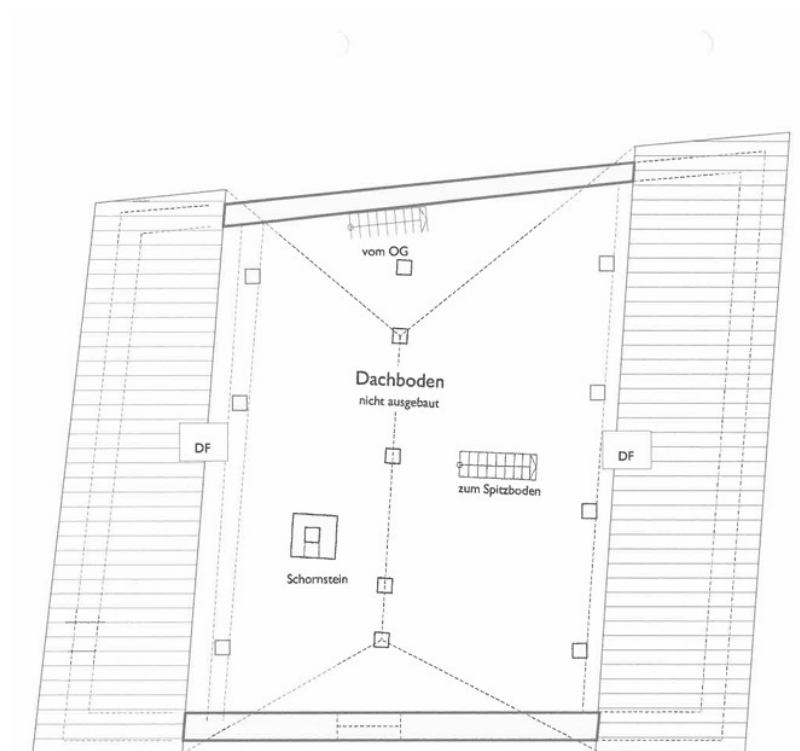 vom OG
Dachboden
nicht ausgebaut
DF
DF
zum Spitzboden
Schornstein